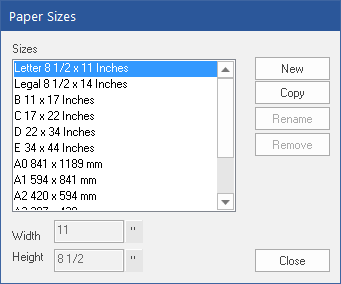 Paper Sizes
Sizes
Letter 8 1/2 x 11 Inches
Legal 8 1/2 x 14 Inches
B 11 x 17 Inches
C 17 x 22 Inches
D 22 x 34 Inches
E 34 x 44 Inches
A0 841 x 1189 mm
A1 594 x 841 mm
A2 420 x 594 mm
New
Copy
Rename
Remove
Width 11 "
Height 8 1/2 "
Close